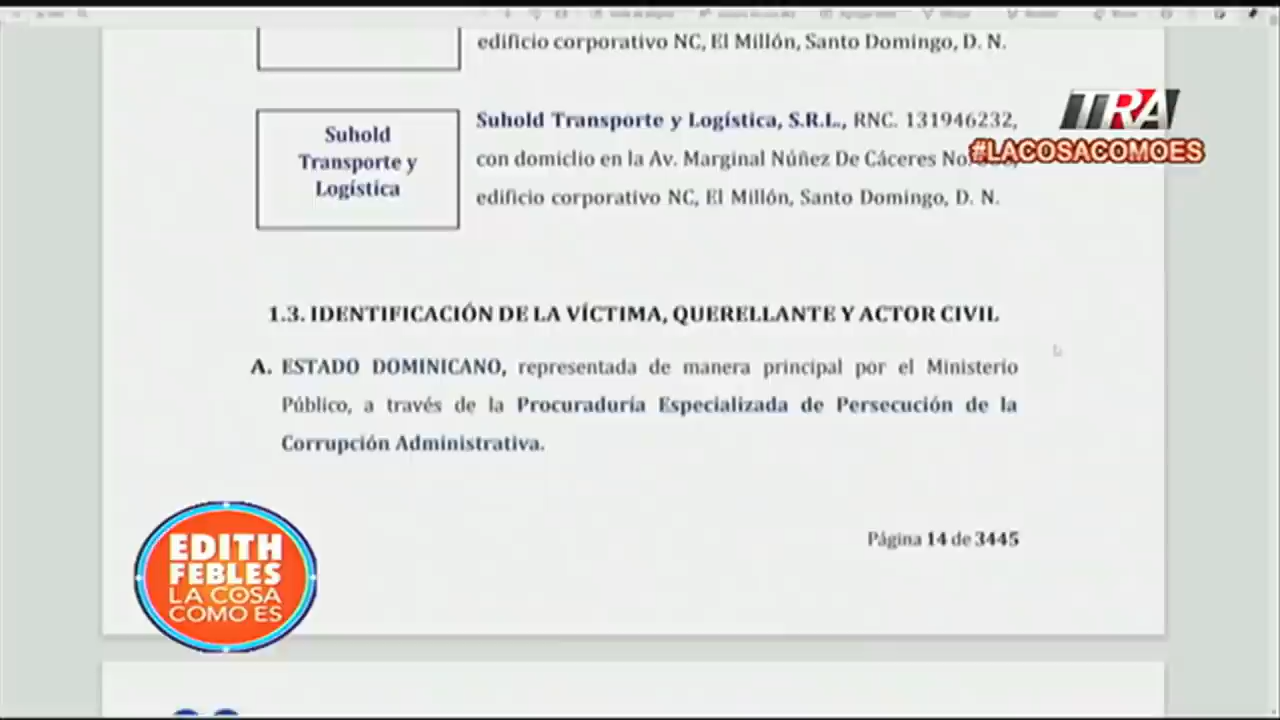 edificio corporativo NC, El Millón, Santo Domingo, D. N.
TRA
#LACOSACOMOES
Suhold
Transporte y
Logística
Suhold Transporte y Logística, S.R.L., RNC. 131946232,
con domiclio en la Av. Marginal Núñez De Cáceres No.
edificio corporativo NC, El Millón, Santo Domingo, D. N.
1.3. IDENTIFICACIÓN DE LA VÍCTIMA, QUERELLANTE Y ACTOR CIVIL
A. ESTADO DOMINICANO, representada de manera principal por el Ministerio
Público, a través de la Procuraduría Especializada de Persecución de la
Corrupción Administrativa.
Página 14 de 3445
EDITH
FEBLES
LA COSA
COMO ES